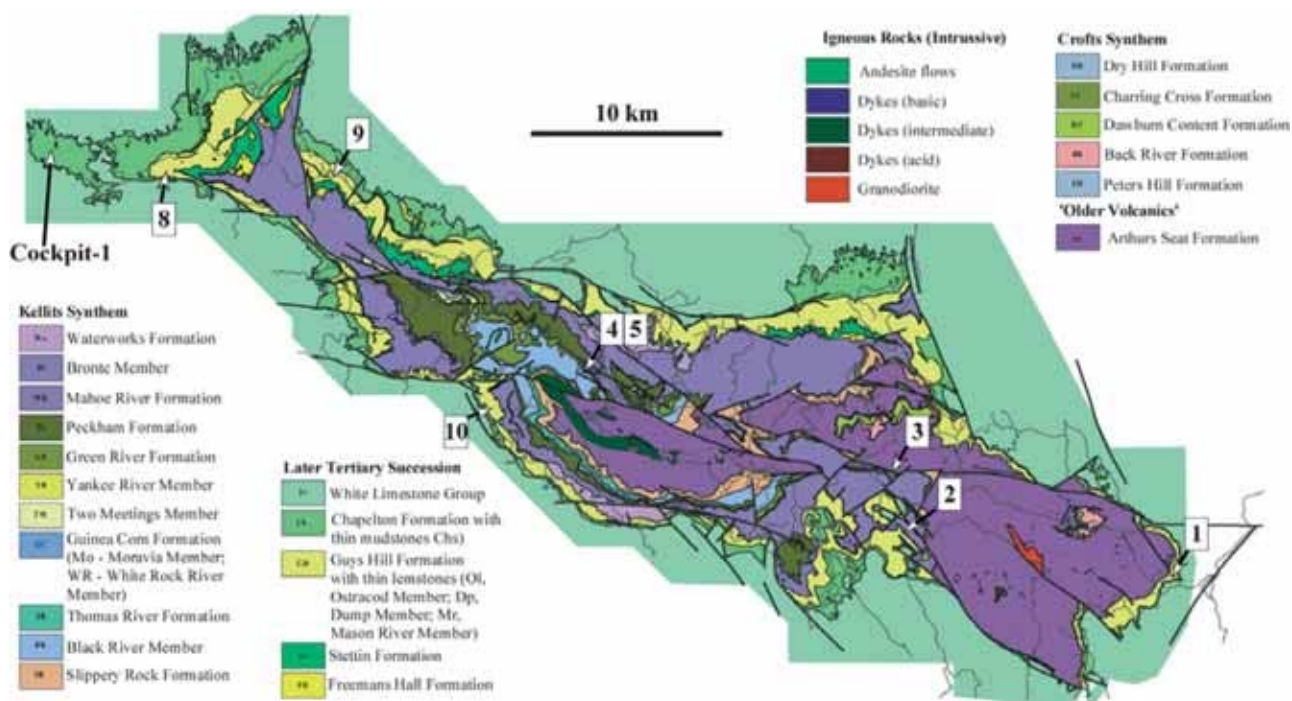 Igneous Rocks (Intrussive)
Andesite flows
Dykes (basic)
Dykes (intermediate)
Dykes (acid)
Granodiorite
Crofts Synthem
Dry Hill Formation
Charring Cross Formation
Content Formation
Back River Formation
Peters Hill Formation
'Older Volcanics'
Arthurs Seat Formation
10 km
9
8
Cockpit-1
4 5
10
3
2
1
Kellits Synthem
Waterworks Formation
Bronte Member
Mahoe River Formation
Peckham Formation
Green River Formation
Yankee River Member
Two Meetings Member
Guinea Corn Formation
(Mo - Moravia Member;
WR - White Rock River
Member)
Thomas River Formation
Black River Member
Slippery Rock Formation
Later Tertiary Succession
White Limestone Group
Chapelton Formation with
thin mudstones Chs)
Guys Hill Formation
with thin lemstones (Ol,
Ostracod Member; Dp,
Dump Member; Mr,
Mason River Member)
Stettin Formation
Freemans Hall Formation